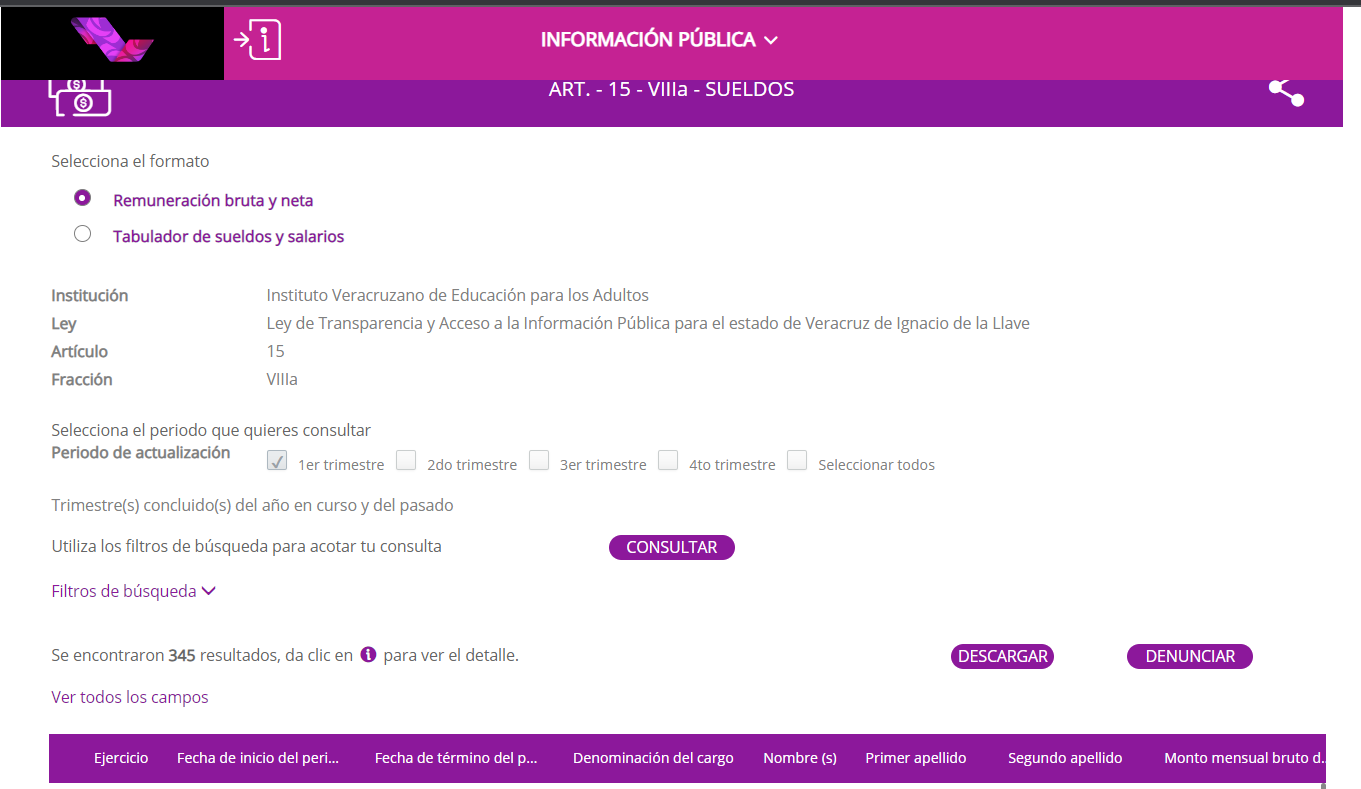 INFORMACIÓN PÚBLICA
ART. - 15 - VIIIa - SUELDOS
Selecciona el formato
Remuneración bruta y neta
Tabulador de sueldos y salarios
Institución Instituto Veracruzano de Educación para los Adultos
Ley Ley de Transparencia y Acceso a la Información Pública para el estado de Veracruz de Ignacio de la Llave
Artículo 15
Fracción VIIIa
Selecciona el periodo que quieres consultar
Periodo de actualización 1er trimestre 2do trimestre 3er trimestre 4to trimestre Seleccionar todos
Trimestre(s) concluido(s) del año en curso y del pasado
Utiliza los filtros de búsqueda para acotar tu consulta CONSULTAR
Filtros de búsqueda
Se encontraron 345 resultados, da clic en i para ver el detalle. DESCARGAR DENUNCIAR
Ver todos los campos
Ejercicio Fecha de inicio del peri... Fecha de término del p... Denominación del cargo Nombre (s) Primer apellido Segundo apellido Monto mensual bruto d...